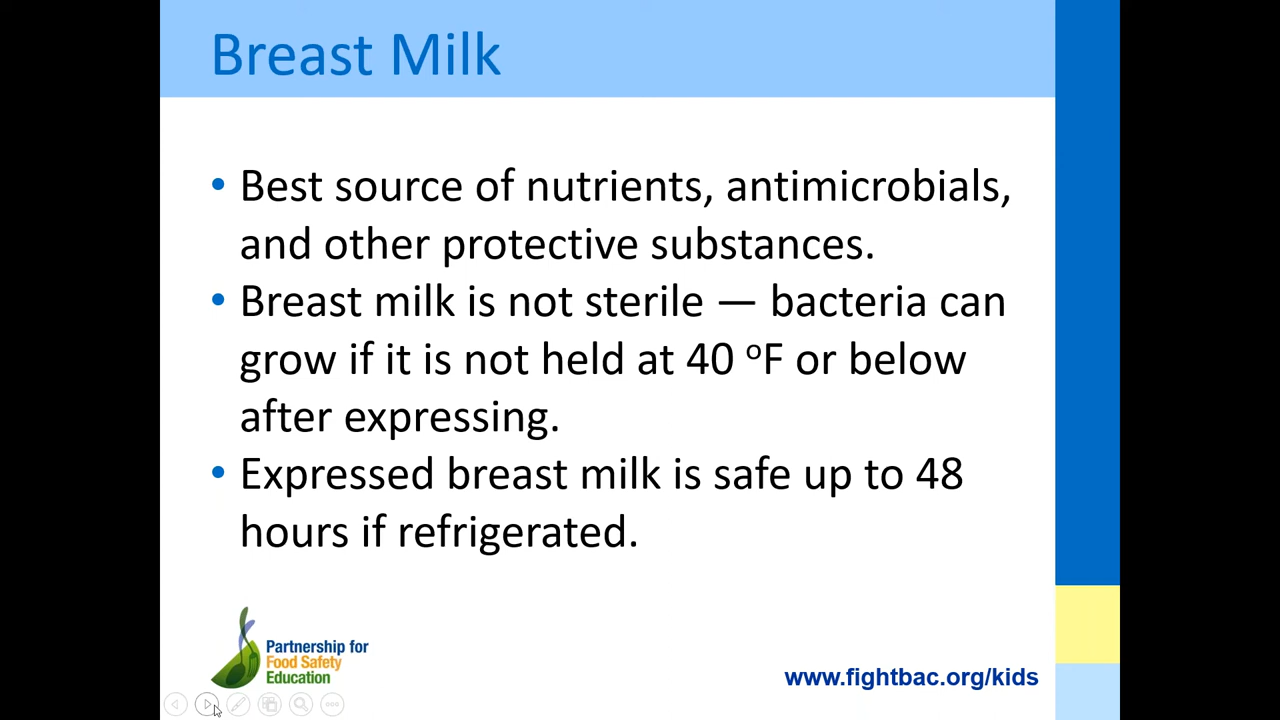 Breast Milk
• Best source of nutrients, antimicrobials,
and other protective substances.
• Breast milk is not sterile — bacteria can
grow if it is not held at 40 ºF or below
after expressing.
• Expressed breast milk is safe up to 48
hours if refrigerated.
Partnership for
Food Safety
Education
www.fightbac.org/kids